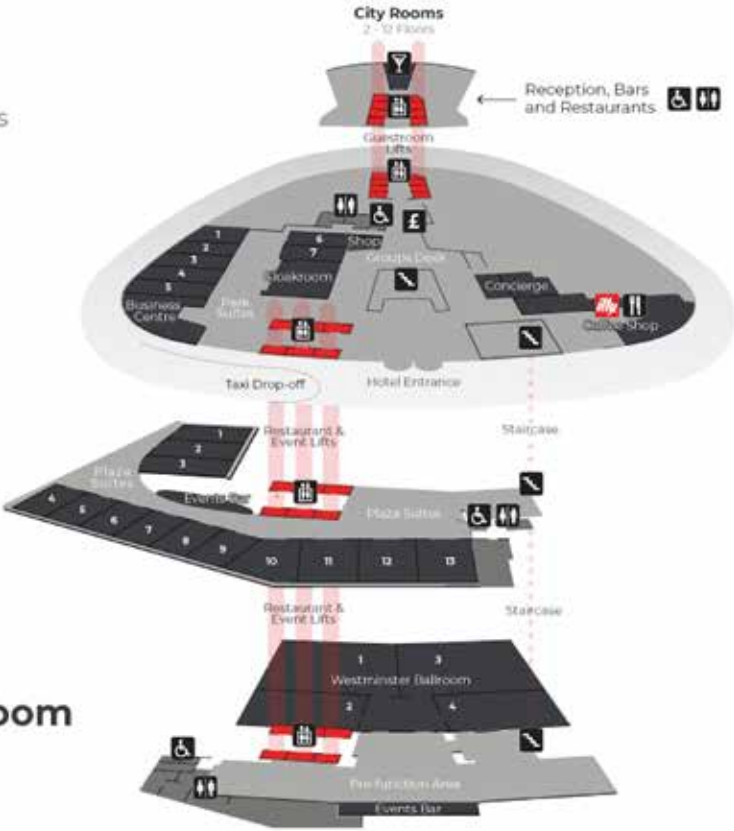 City Rooms
2 - 12 Floors
Reception, Bars
and Restaurants
s
Guestroom
Lifts
1
2
3
4
5
6
7
Shop
£
Groups Desk
Cloakroom
Park
Suites
Business
Centre
Concierge
illy
Coffee Shop
Taxi Drop-off
Hotel Entrance
Restaurant &
Event Lifts
Staircase
1
2
3
Plaza
Suites
Events Bar
Plaza Suites
4
5
6
7
8
9
10
11
12
13
Restaurant &
Event Lifts
Staircase
1
3
Westminster Ballroom
2
4
oom
Pre-function Area
Events Bar